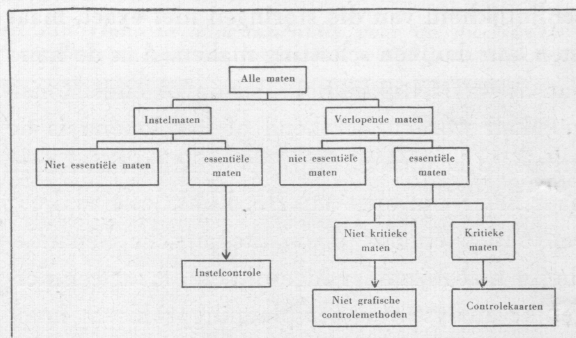 Alle maten
Instelmaten
Verlopende maten
Niet essentiële maten
essentiële
maten
niet essentiële
maten
essentiële
maten
Niet kritieke
maten
Kritieke
maten
Instelcontrole
Niet grafische
controlemethoden
Controlekaarten